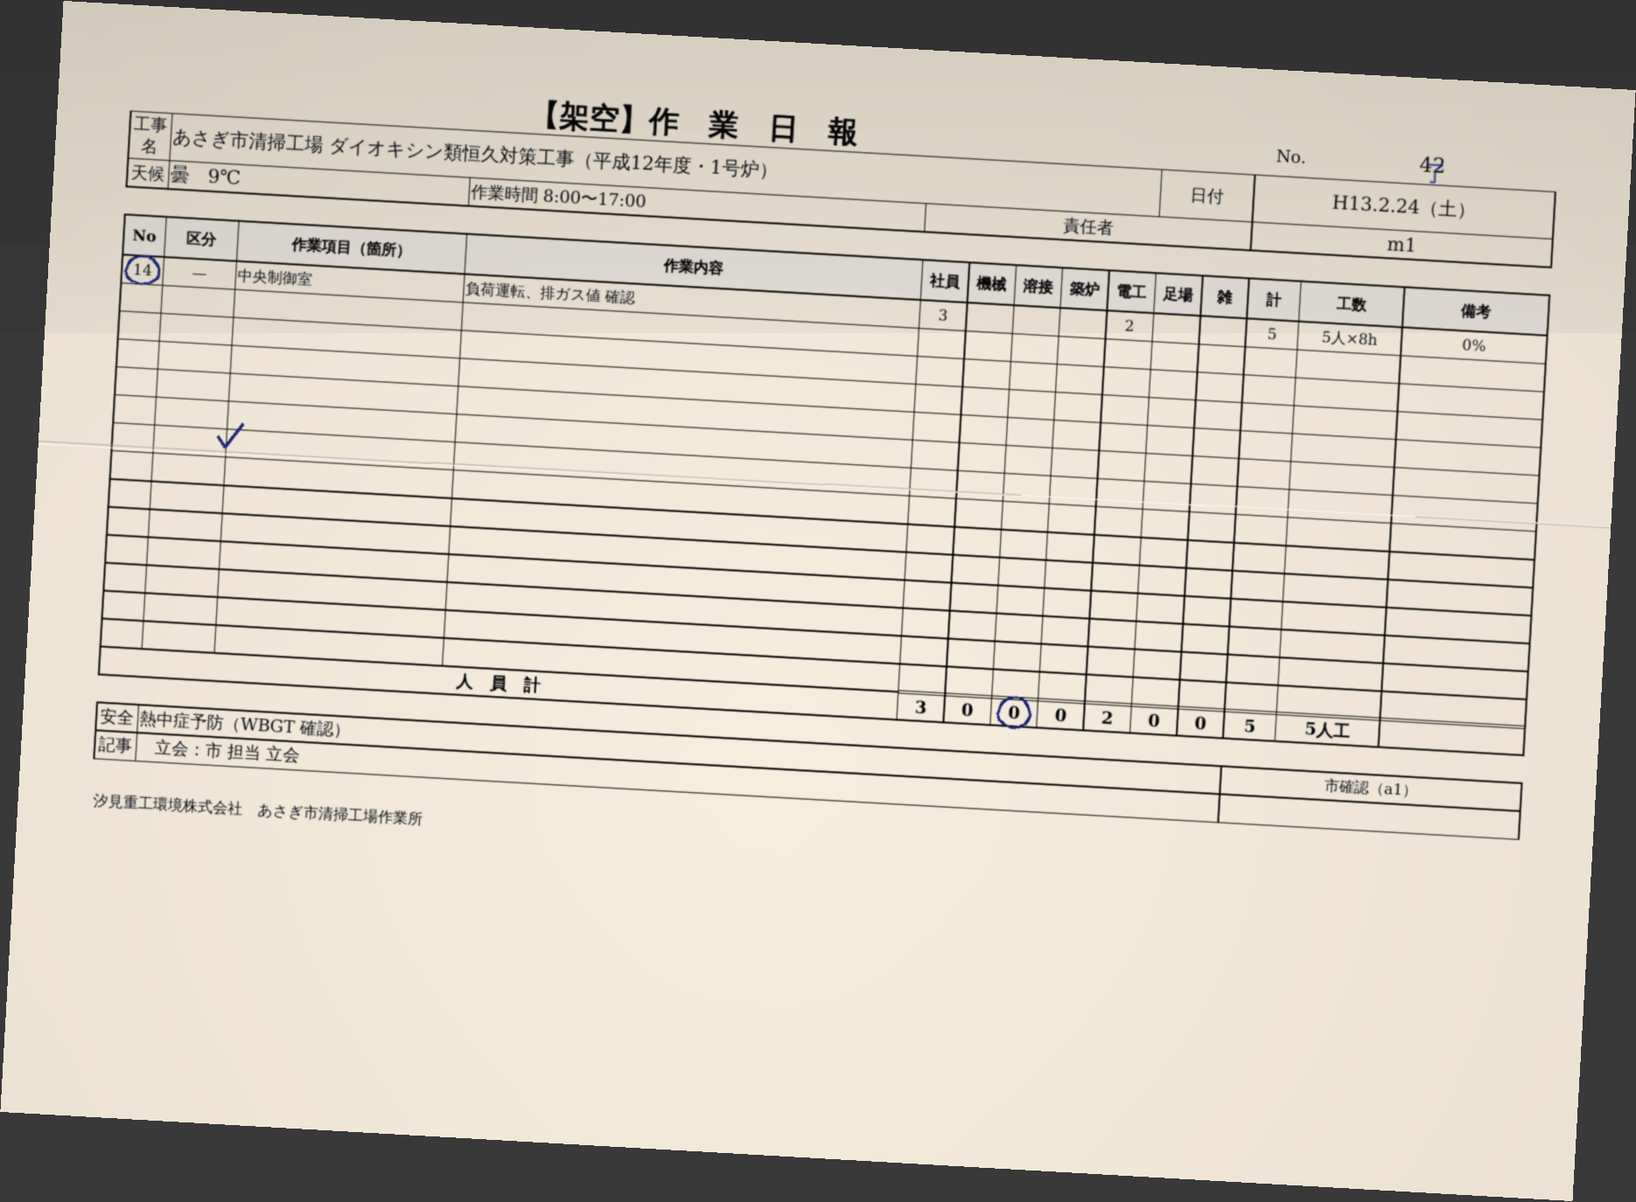 【架空】作 業 日 報
No. 42
工事名 あさぎ市清掃工場 ダイオキシン類恒久対策工事（平成12年度・1号炉） 日付 H13.2.24（土）
天候 曇 9℃ 作業時間 8:00〜17:00 責任者 m1
No 区分 作業項目（箇所） 作業内容 社員 機械 溶接 築炉 電工 足場 雑 計 工数 備考
14 — 中央制御室 負荷運転、排ガス値 確認 3 2 5 5人×8h 0%
人 員 計 3 0 0 0 2 0 0 5 5人工
安全 熱中症予防（WBGT 確認） 市確認（a1）
記事 立会：市 担当 立会
汐見重工環境株式会社 あさぎ市清掃工場作業所